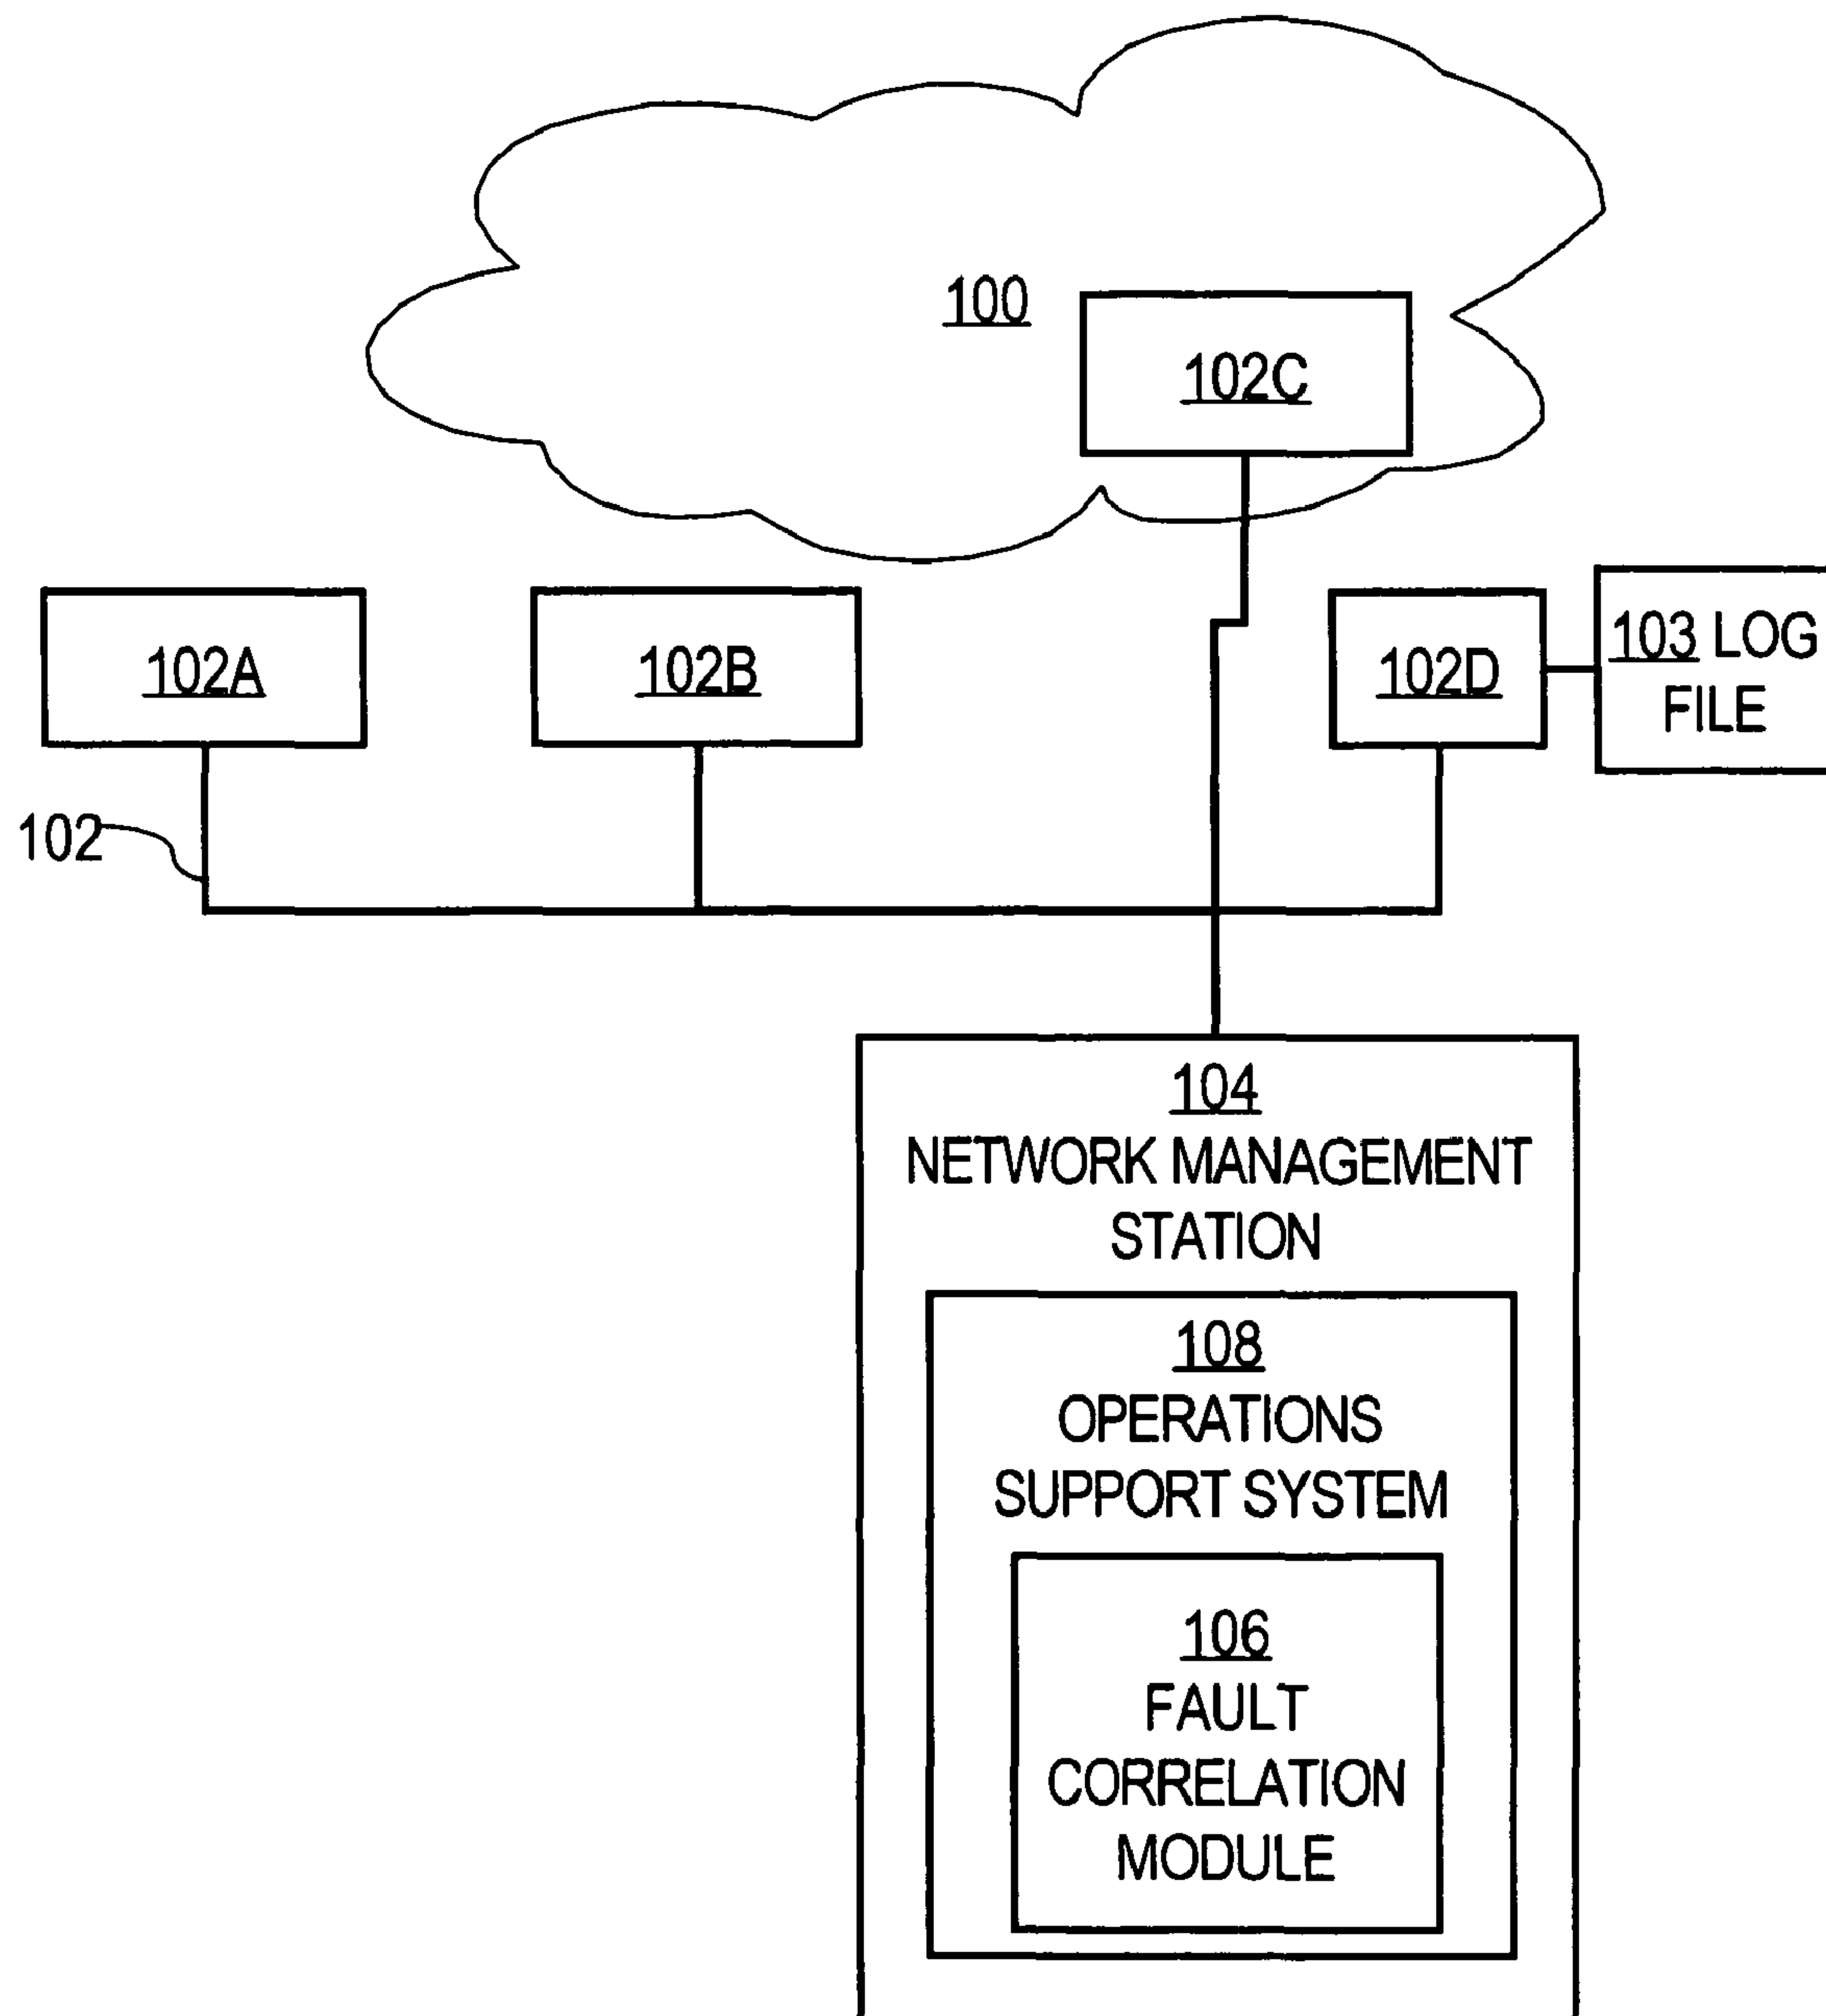 100
102C
102A
102B
102D
103 LOG
FILE
102
104
NETWORK MANAGEMENT
STATION
108
OPERATIONS
SUPPORT SYSTEM
106
FAULT
CORRELATION
MODULE